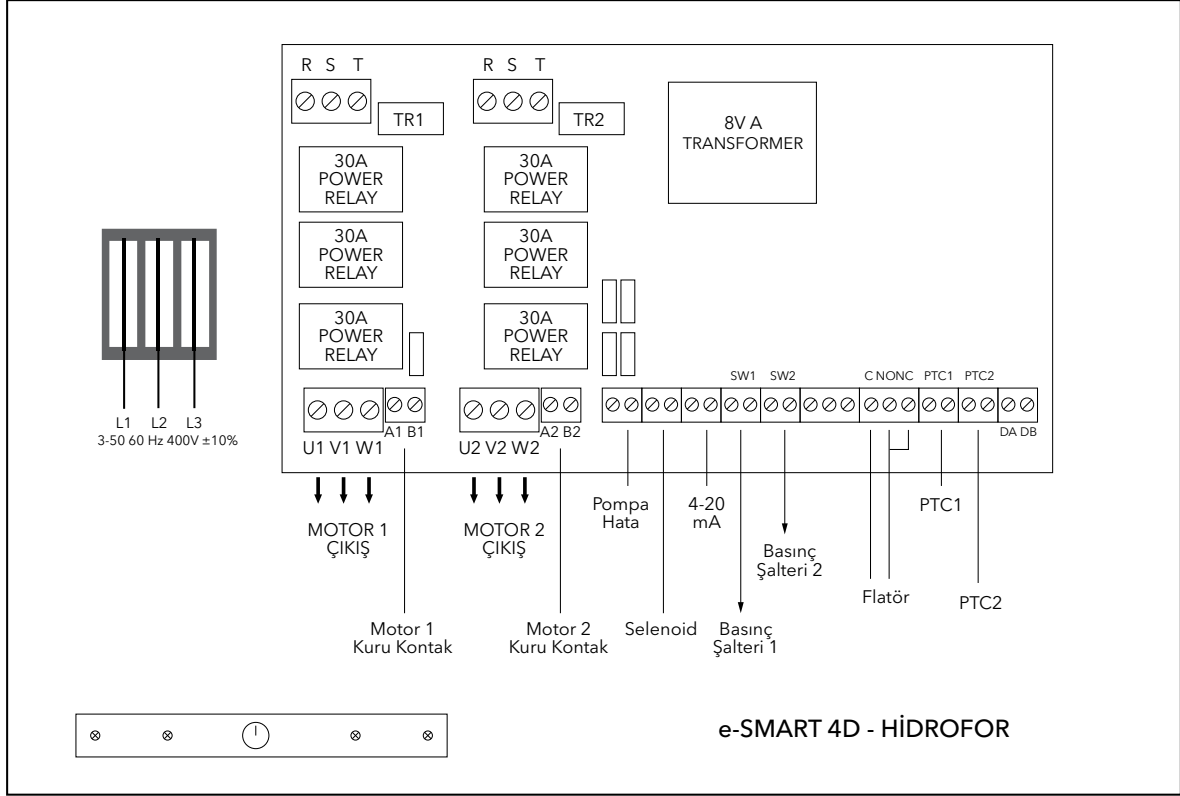 R S T
R S T
TR1
TR2
8V A
TRANSFORMER
30A
POWER
RELAY
30A
POWER
RELAY
30A
POWER
RELAY
30A
POWER
RELAY
30A
POWER
RELAY
30A
POWER
RELAY
L1 L2 L3
3-50 60 Hz 400V ±10%
SW1 SW2 C NONC PTC1 PTC2
A1 B1
A2 B2
DA DB
U1 V1 W1
U2 V2 W2
MOTOR 1
ÇIKIŞ
MOTOR 2
ÇIKIŞ
Pompa
Hata
4-20
mA
PTC1
Basınç
Şalteri 2
Flatör
PTC2
Motor 1
Kuru Kontak
Motor 2
Kuru Kontak
Selenoid
Basınç
Şalteri 1
e-SMART 4D - HİDROFOR